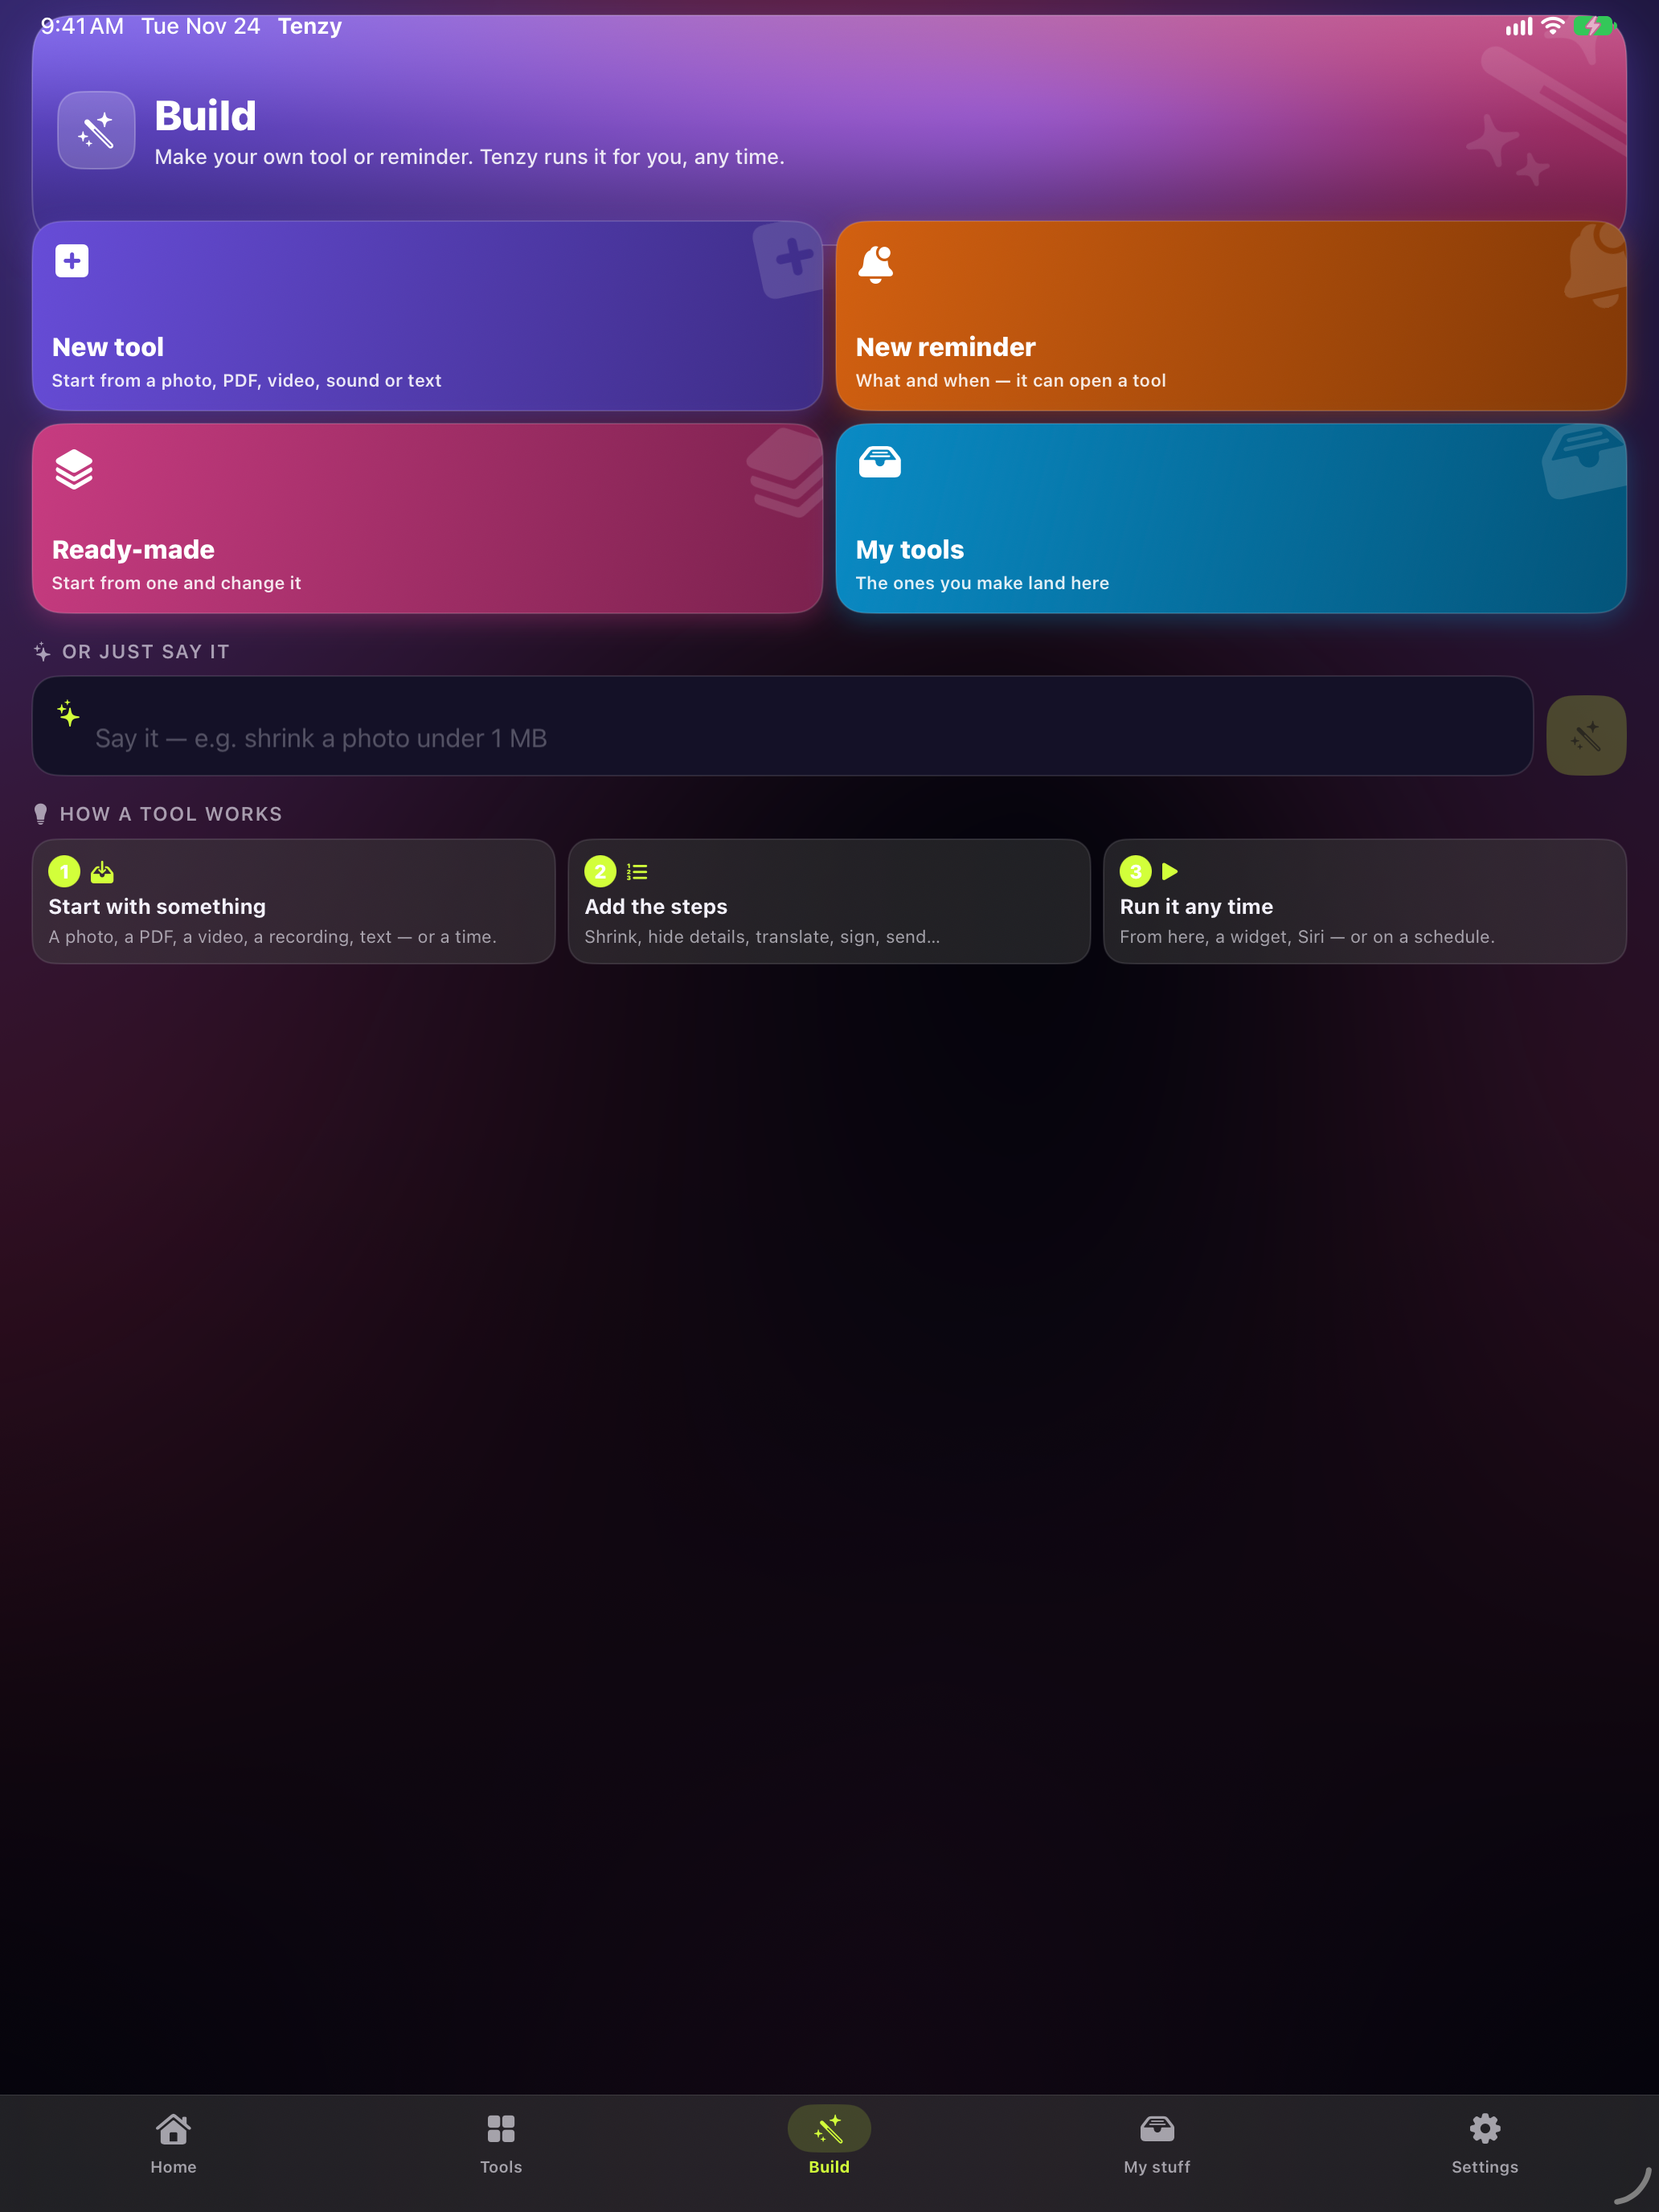 9:41 AM Tue Nov 24 Tenzy
Build
Make your own tool or reminder. Tenzy runs it for you, any time.
New tool
Start from a photo, PDF, video, sound or text
New reminder
What and when — it can open a tool
Ready-made
Start from one and change it
My tools
The ones you make land here
OR JUST SAY IT
Say it — e.g. shrink a photo under 1 MB
HOW A TOOL WORKS
1
Start with something
A photo, a PDF, a video, a recording, text — or a time.
2
Add the steps
Shrink, hide details, translate, sign, send...
3
Run it any time
From here, a widget, Siri — or on a schedule.
Home
Tools
Build
My stuff
Settings